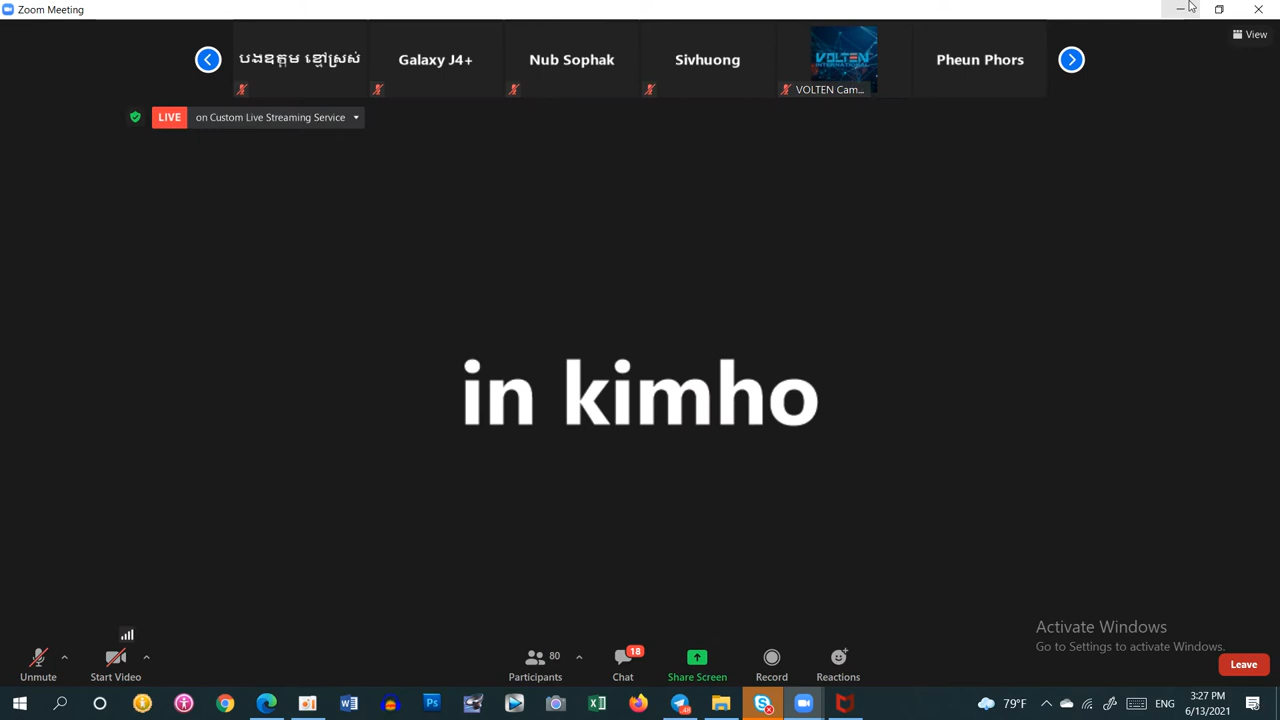 Zoom Meeting
View
បងឧត្តម ខ្មៅស្រស់
Galaxy J4+
Nub Sophak
Sivhuong
VOLTEN
INTERNATIONAL
VOLTEN Cam...
Pheun Phors
LIVE on Custom Live Streaming Service
in kimho
Activate Windows
Go to Settings to activate Windows.
Unmute
Start Video
80
Participants
18
Chat
Share Screen
Record
Reactions
Leave
79°F
ENG
3:27 PM
6/13/2021